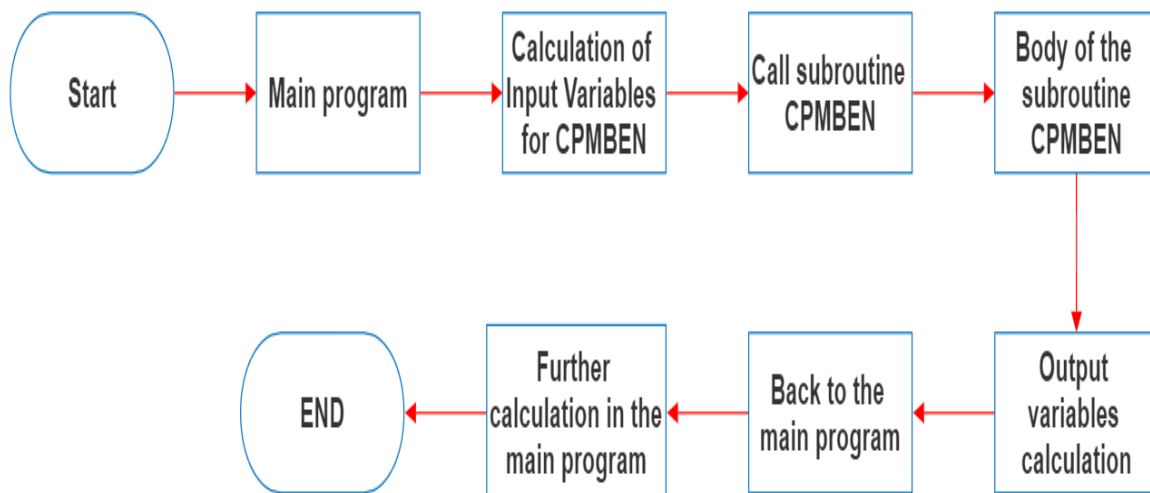 Start
Main program
Calculation of
Input Variables
for CPMBEN
Call subroutine
CPMBEN
Body of the
subroutine
CPMBEN
Output
variables
calculation
Back to the
main program
Further
calculation in the
main program
END